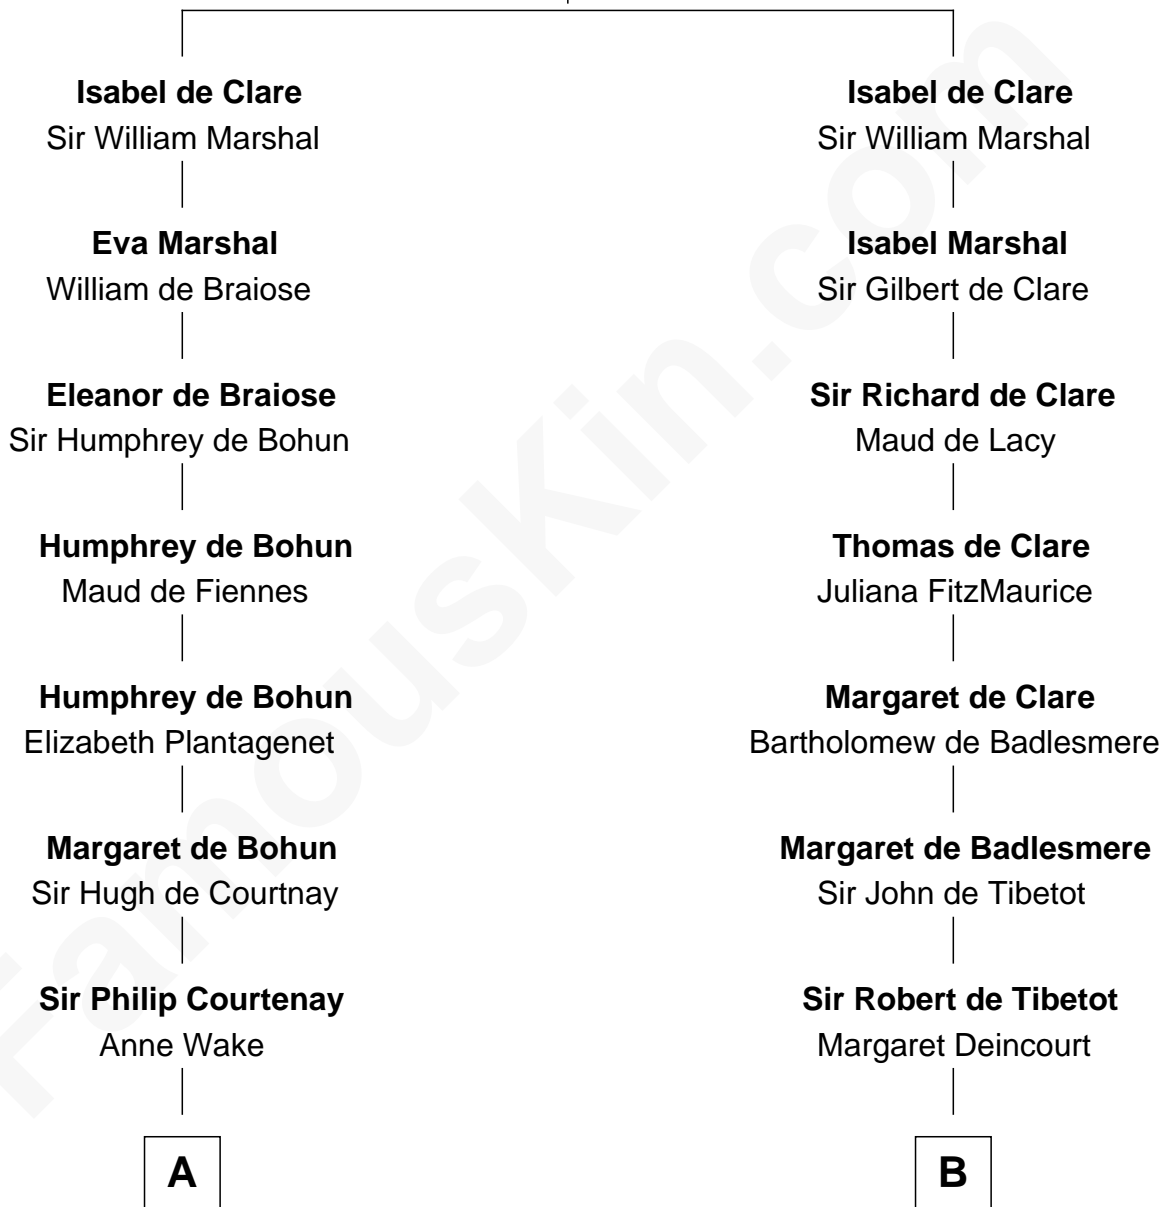 Isabel de Clare
Sir William Marshal
Eva Marshal
William de Braiose
Eleanor de Braiose
Sir Humphrey de Bohun
Humphrey de Bohun
Maud de Fiennes
Humphrey de Bohun
Elizabeth Plantagenet
Margaret de Bohun
Sir Hugh de Courtnay
Sir Philip Courtenay
Anne Wake
A
Isabel de Clare
Sir William Marshal
Isabel Marshal
Sir Gilbert de Clare
Sir Richard de Clare
Maud de Lacy
Thomas de Clare
Juliana FitzMaurice
Margaret de Clare
Bartholomew de Badlesmere
Margaret de Badlesmere
Sir John de Tibetot
Sir Robert de Tibetot
Margaret Deincourt
B
FamousKin.com